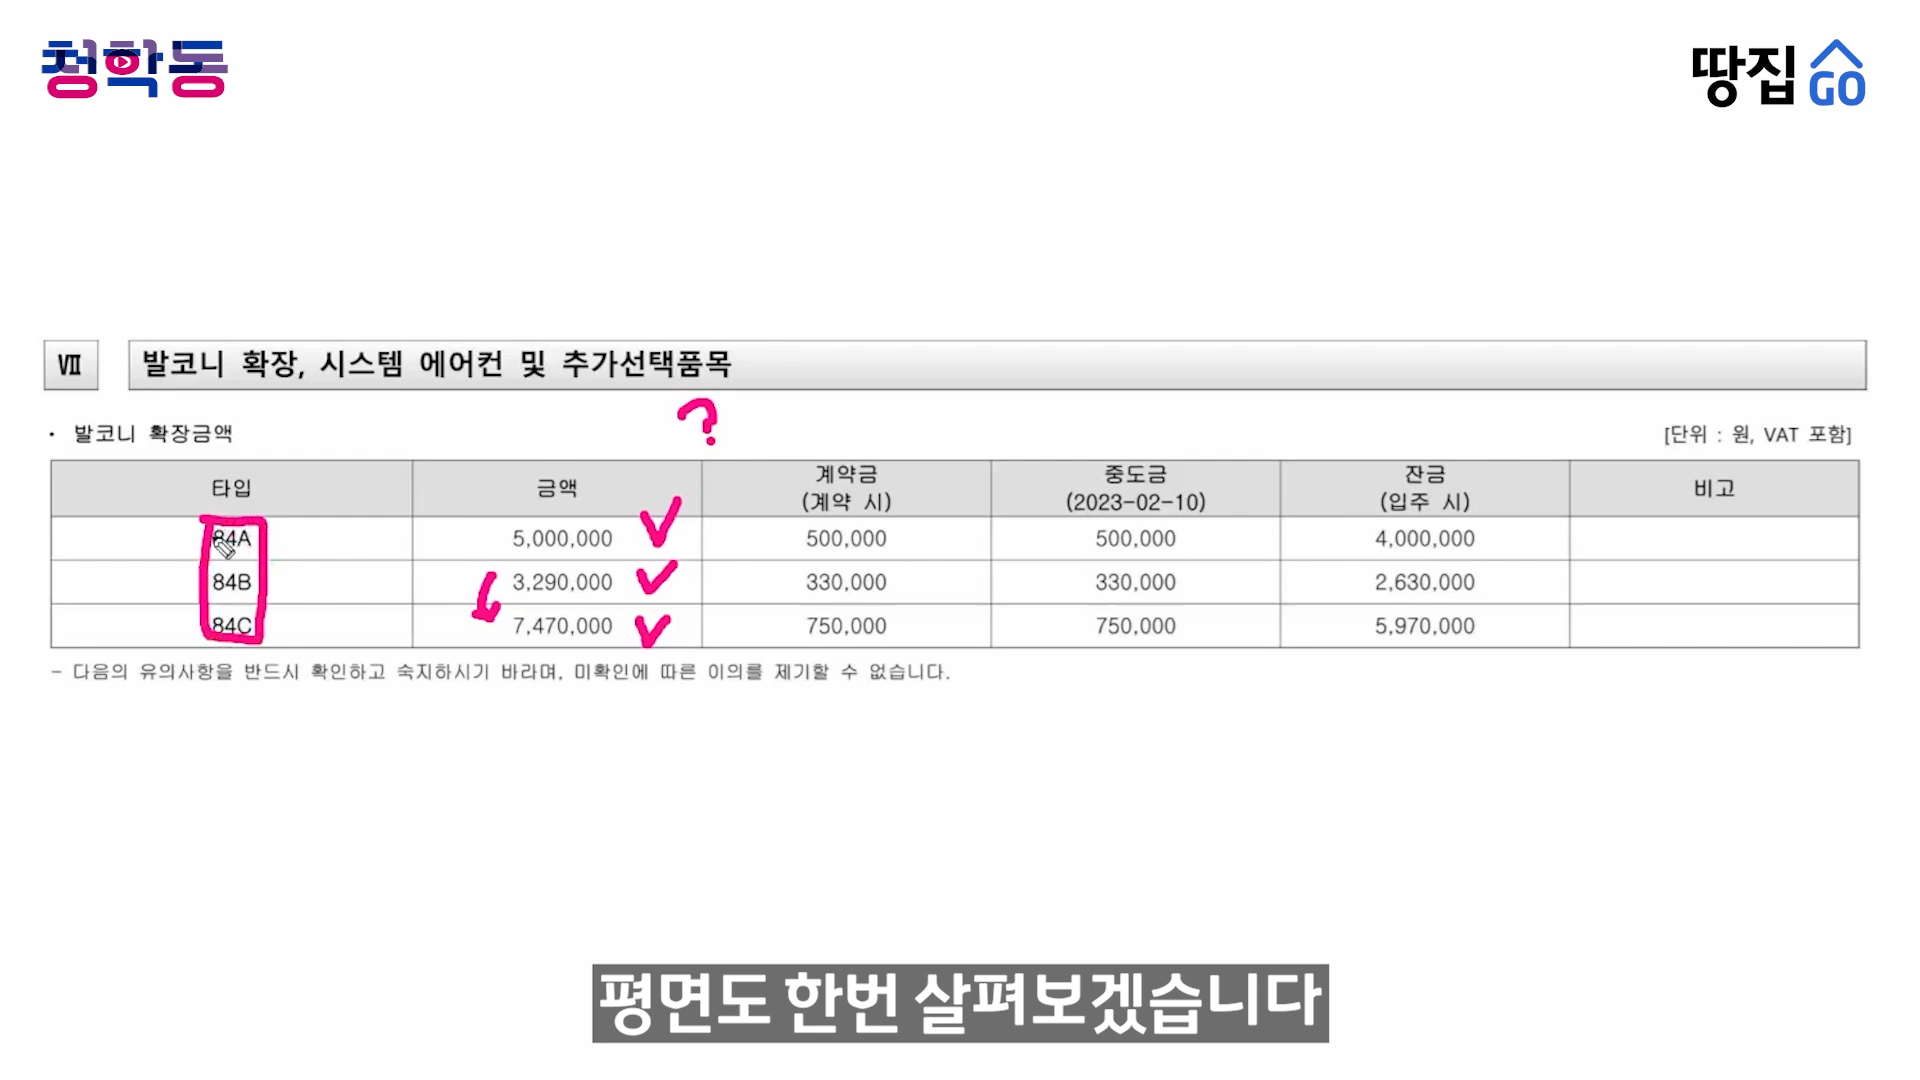 청학동
땅집GO
Ⅶ 발코니 확장, 시스템 에어컨 및 추가선택품목
?
• 발코니 확장금액 [단위 : 원, VAT 포함]
타입 금액 계약금 (계약 시) 중도금 (2023-02-10) 잔금 (입주 시) 비고
84A 5,000,000 500,000 500,000 4,000,000
84B 3,290,000 330,000 330,000 2,630,000
84C 7,470,000 750,000 750,000 5,970,000
- 다음의 유의사항을 반드시 확인하고 숙지하시기 바라며, 미확인에 따른 이의를 제기할 수 없습니다.
평면도 한번 살펴보겠습니다